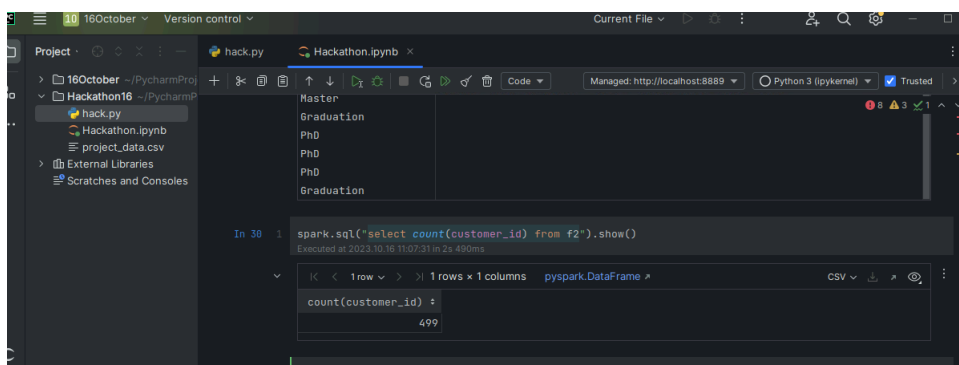 PC 10 16October Version control Current File
Project hack.py Hackathon.ipynb
16October ~/PycharmProj
Hackathon16 ~/PycharmP
hack.py
Hackathon.ipynb
project_data.csv
External Libraries
Scratches and Consoles
Code Managed: http://localhost:8889 Python 3 (ipykernel) Trusted
8 3 1
Master
Graduation
PhD
PhD
PhD
Graduation
In 30 1 spark.sql("select count(customer_id) from f2").show()
Executed at 2023.10.16 11:07:31 in 2s 490ms
1 row 1 rows × 1 columns pyspark.DataFrame CSV
count(customer_id)
499